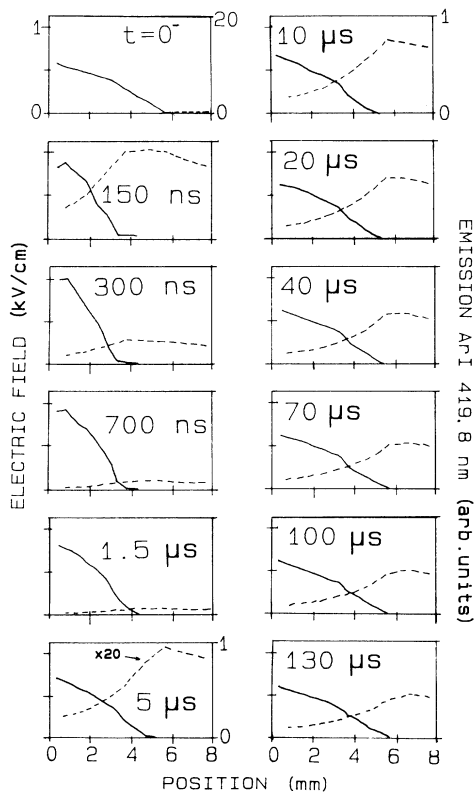 1
t=0-
20
10 µs
1
0
0
0
150 ns
20 µs
300 ns
40 µs
700 ns
70 µs
1.5 µs
100 µs
x20
1
5 µs
130 µs
0 2 4 6 8
0
0 2 4 6 8
POSITION (mm)
ELECTRIC FIELD (kV/cm)
EMISSION ArI 419.8 nm (arb.units)